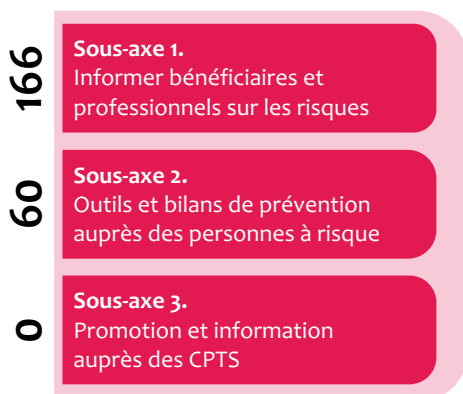 166
Sous-axe 1.
Informer bénéficiaires et
professionnels sur les risques
60
Sous-axe 2.
Outils et bilans de prévention
auprès des personnes à risque
0
Sous-axe 3.
Promotion et information
auprès des CPTS